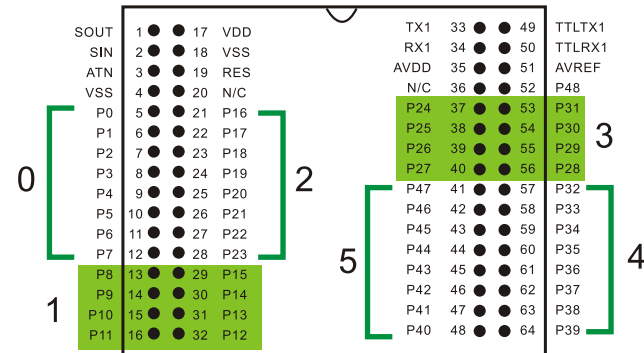 SOUT 1 17 VDD TX1 33 49 TTLTX1
SIN 2 18 VSS RX1 34 50 TTLRX1
ATN 3 19 RES AVDD 35 51 AVREF
VSS 4 20 N/C N/C 36 52 P48
P0 5 21 P16 P24 37 53 P31
P1 6 22 P17 P25 38 54 P30 3
P2 7 23 P18 P26 39 55 P29
0 P3 8 24 P19 2 P27 40 56 P28
P4 9 25 P20 P47 41 57 P32
P5 10 26 P21 P46 42 58 P33
P6 11 27 P22 P45 43 59 P34
P7 12 28 P23 P44 44 60 P35
P8 13 29 P15 5 P43 45 61 P36 4
1 P9 14 30 P14 P42 46 62 P37
P10 15 31 P13 P41 47 63 P38
P11 16 32 P12 P40 48 64 P39